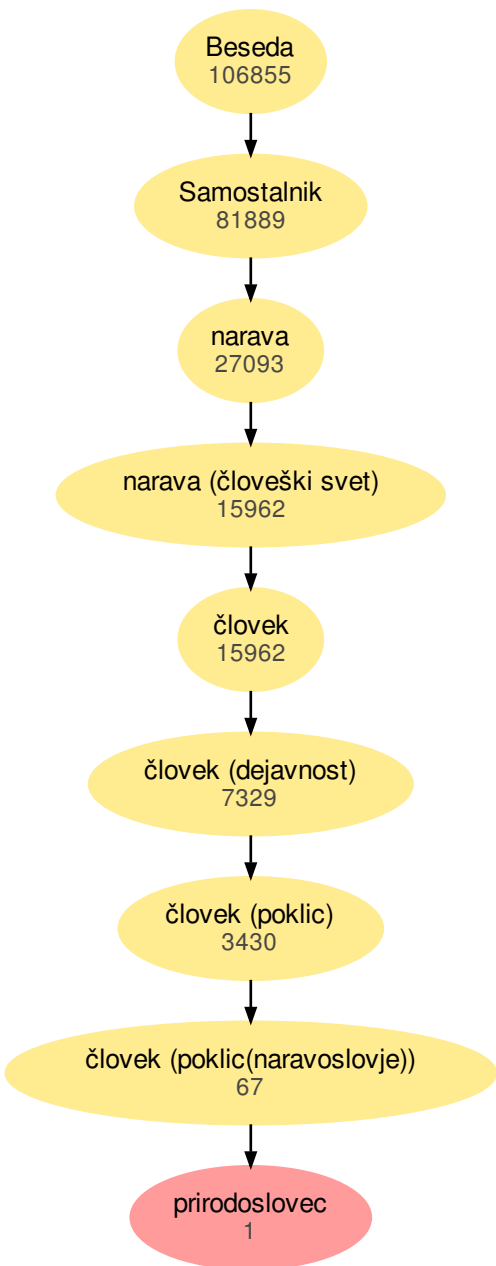 Beseda
106855
Samostalnik
81889
narava
27093
narava (človeški svet)
15962
človek
15962
človek (dejavnost)
7329
človek (poklic)
3430
človek (poklic(naravoslovje))
67
prirodoslovec
1